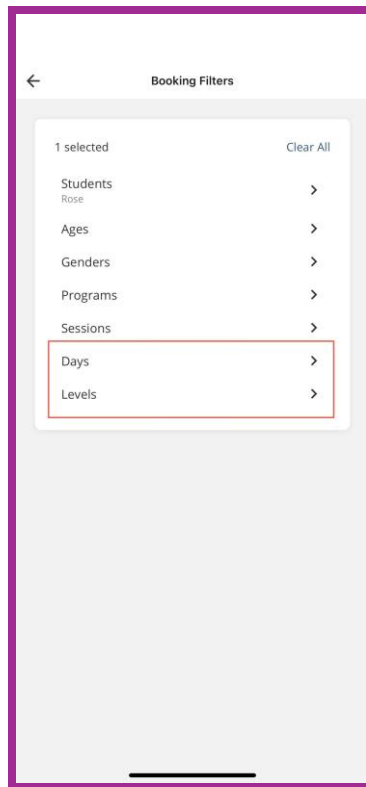 Booking Filters
1 selected Clear All
Students
Rose
Ages
Genders
Programs
Sessions
Days
Levels